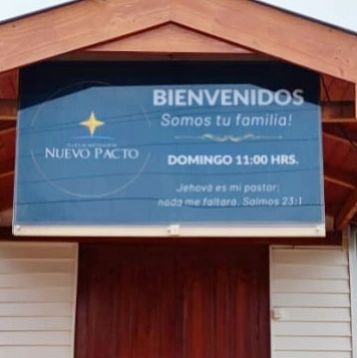 BIENVENIDOS
Somos tu familia!
NUEVO PACTO
DOMINGO 11:00 HRS.
Jehová es mi pastor;
nada me faltará. Salmos 23:1